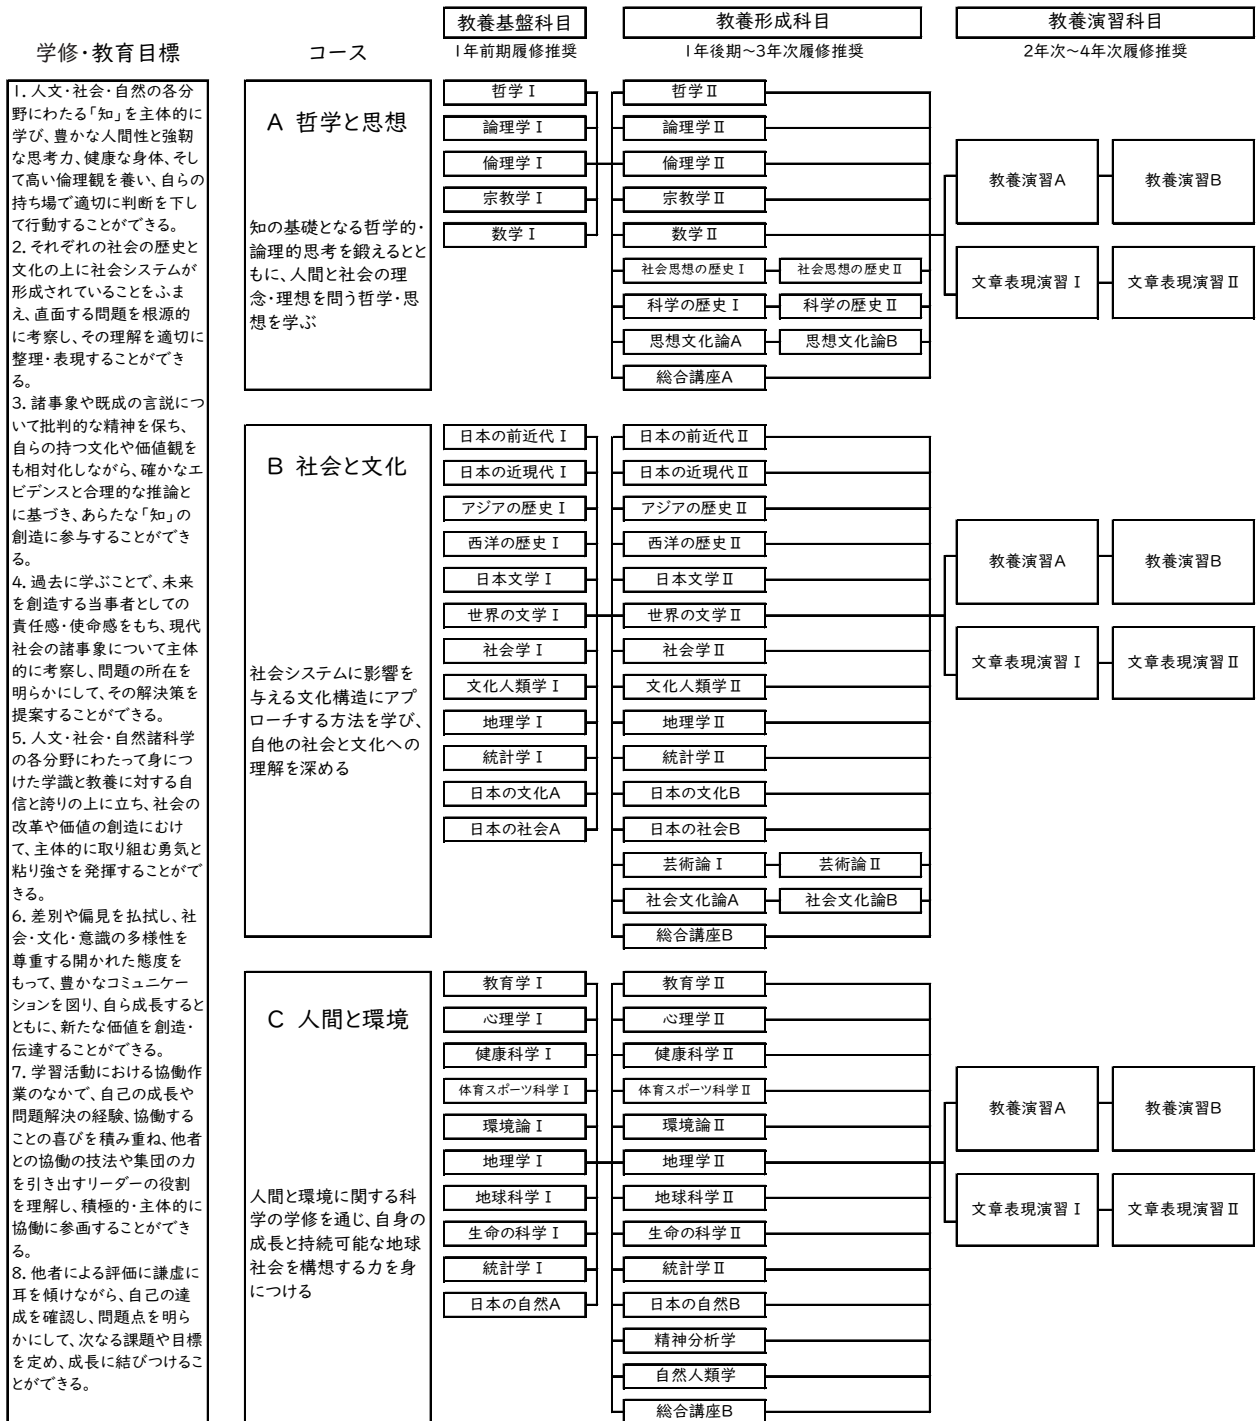 教養基盤科目
教養形成科目
教養演習科目
学修・教育目標
コース
1年前期履修推奨
1年後期～3年次履修推奨
2年次～4年次履修推奨
1. 人文・社会・自然の各分
野にわたる「知」を主体的に
学び、豊かな人間性と強靭
な思考力、健康な身体、そし
て高い倫理観を養い、自らの
持ち場で適切に判断を下し
て行動することができる。
2. それぞれの社会の歴史と
文化の上に社会システムが
形成されていることをふま
え、直面する問題を根源的
に考察し、その理解を適切に
整理・表現することができ
る。
3. 諸事象や既成の言説につ
いて批判的な精神を保ち、
自らの持つ文化や価値観を
も相対化しながら、確かなエ
ビデンスと合理的な推論と
に基づき、あらたな「知」の
創造に参与することができ
る。
4. 過去に学ぶことで、未来
を創造する当事者としての
責任感・使命感をもち、現代
社会の諸事象について主体
的に考察し、問題の所在を
明らかにして、その解決策を
提案することができる。
5. 人文・社会・自然諸科学
の各分野にわたって身につ
けた学識と教養に対する自
信と誇りの上に立ち、社会の
改革や価値の創造にむけ
て、主体的に取り組む勇気と
粘り強さを発揮することがで
きる。
6. 差別や偏見を払拭し、社
会・文化・意識の多様性を
尊重する開かれた態度を
もって、豊かなコミュニケー
ションを図り、自ら成長すると
ともに、新たな価値を創造・
伝達することができる。
7. 学習活動における協働作
業のなかで、自己の成長や
問題解決の経験、協働する
ことの喜びを積み重ね、他者
との協働の技法や集団の力
を引き出すリーダーの役割
を理解し、積極的・主体的に
協働に参画することができ
る。
8. 他者による評価に謙虚に
耳を傾けながら、自己の達
成を確認し、問題点を明ら
かにして、次なる課題や目標
を定め、成長に結びつけるこ
とができる。
A 哲学と思想
知の基礎となる哲学的・
論理的思考を鍛えるとと
もに、人間と社会の理
念・理想を問う哲学・思
想を学ぶ
哲学Ⅰ
論理学Ⅰ
倫理学Ⅰ
宗教学Ⅰ
数学Ⅰ
哲学Ⅱ
論理学Ⅱ
倫理学Ⅱ
宗教学Ⅱ
数学Ⅱ
社会思想の歴史Ⅰ
社会思想の歴史Ⅱ
科学の歴史Ⅰ
科学の歴史Ⅱ
思想文化論A
思想文化論B
総合講座A
教養演習A
教養演習B
文章表現演習Ⅰ
文章表現演習Ⅱ
B 社会と文化
社会システムに影響を
与える文化構造にアプ
ローチする方法を学び、
自他の社会と文化への
理解を深める
日本の前近代Ⅰ
日本の近現代Ⅰ
アジアの歴史Ⅰ
西洋の歴史Ⅰ
日本文学Ⅰ
世界の文学Ⅰ
社会学Ⅰ
文化人類学Ⅰ
地理学Ⅰ
統計学Ⅰ
日本の文化A
日本の社会A
日本の前近代Ⅱ
日本の近現代Ⅱ
アジアの歴史Ⅱ
西洋の歴史Ⅱ
日本文学Ⅱ
世界の文学Ⅱ
社会学Ⅱ
文化人類学Ⅱ
地理学Ⅱ
統計学Ⅱ
日本の文化B
日本の社会B
芸術論Ⅰ
芸術論Ⅱ
社会文化論A
社会文化論B
総合講座B
教養演習A
教養演習B
文章表現演習Ⅰ
文章表現演習Ⅱ
C 人間と環境
人間と環境に関する科
学の学修を通じ、自身の
成長と持続可能な地球
社会を構想する力を身
につける
教育学Ⅰ
心理学Ⅰ
健康科学Ⅰ
体育スポーツ科学Ⅰ
環境論Ⅰ
地理学Ⅰ
地球科学Ⅰ
生命の科学Ⅰ
統計学Ⅰ
日本の自然A
教育学Ⅱ
心理学Ⅱ
健康科学Ⅱ
体育スポーツ科学Ⅱ
環境論Ⅱ
地理学Ⅱ
地球科学Ⅱ
生命の科学Ⅱ
統計学Ⅱ
日本の自然B
精神分析学
自然人類学
総合講座B
教養演習A
教養演習B
文章表現演習Ⅰ
文章表現演習Ⅱ